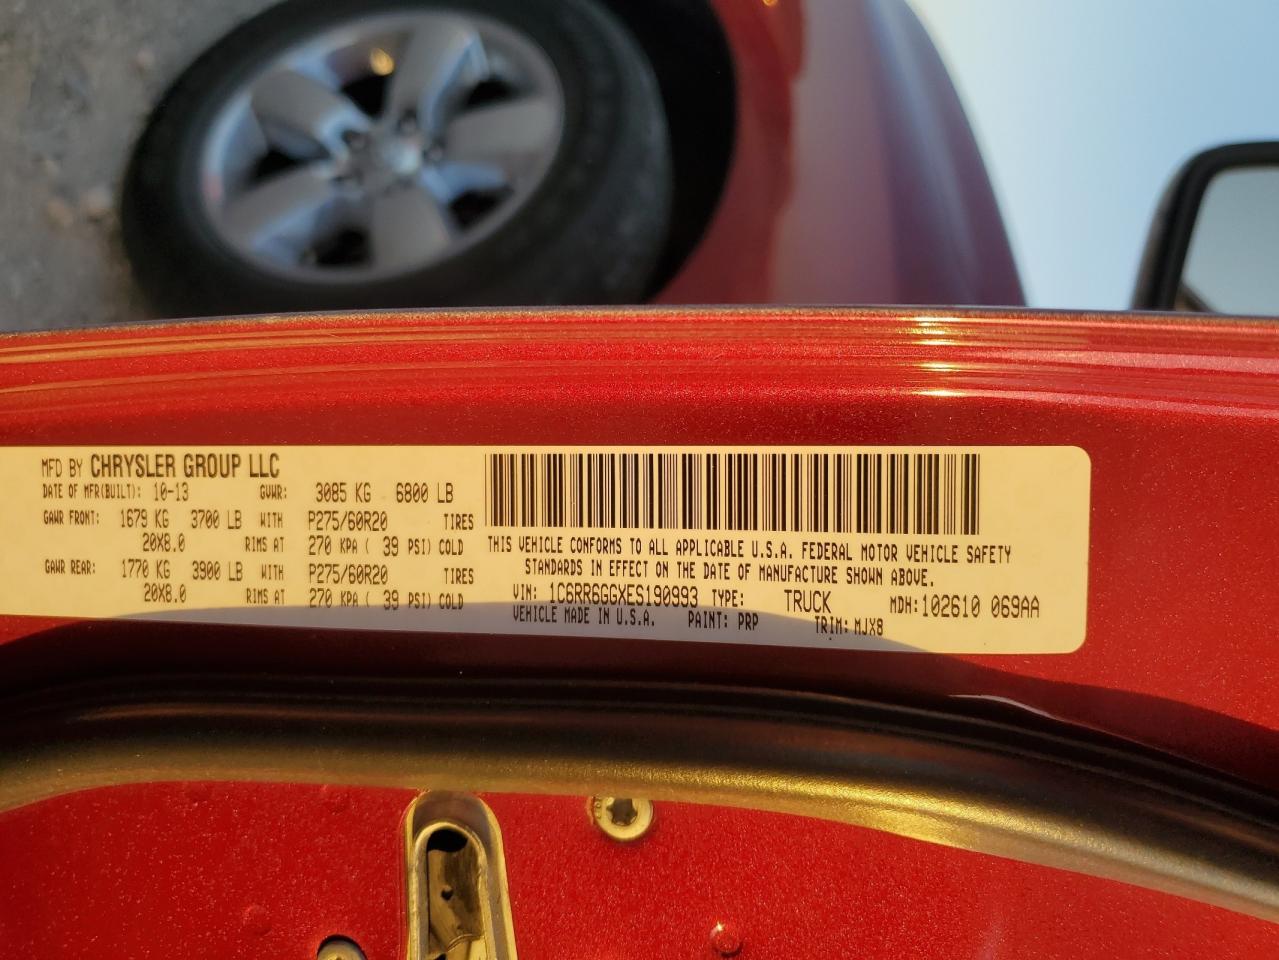 MFD BY CHRYSLER GROUP LLC
DATE OF MFR(BUILT): 10-13 GVWR: 3085 KG 6800 LB
GAWR FRONT: 1679 KG 3700 LB WITH P275/60R20 TIRES
20X8.0 RIMS AT 270 KPA ( 39 PSI) COLD
GAWR REAR: 1770 KG 3900 LB WITH P275/60R20 TIRES
20X8.0 RIMS AT 270 KPA ( 39 PSI) COLD
THIS VEHICLE CONFORMS TO ALL APPLICABLE U.S.A. FEDERAL MOTOR VEHICLE SAFETY
STANDARDS IN EFFECT ON THE DATE OF MANUFACTURE SHOWN ABOVE.
VIN: 1C6RR6GGXES190993 TYPE: TRUCK MDH: 102610 069AA
VEHICLE MADE IN U.S.A. PAINT: PRP TRIM: MJX8